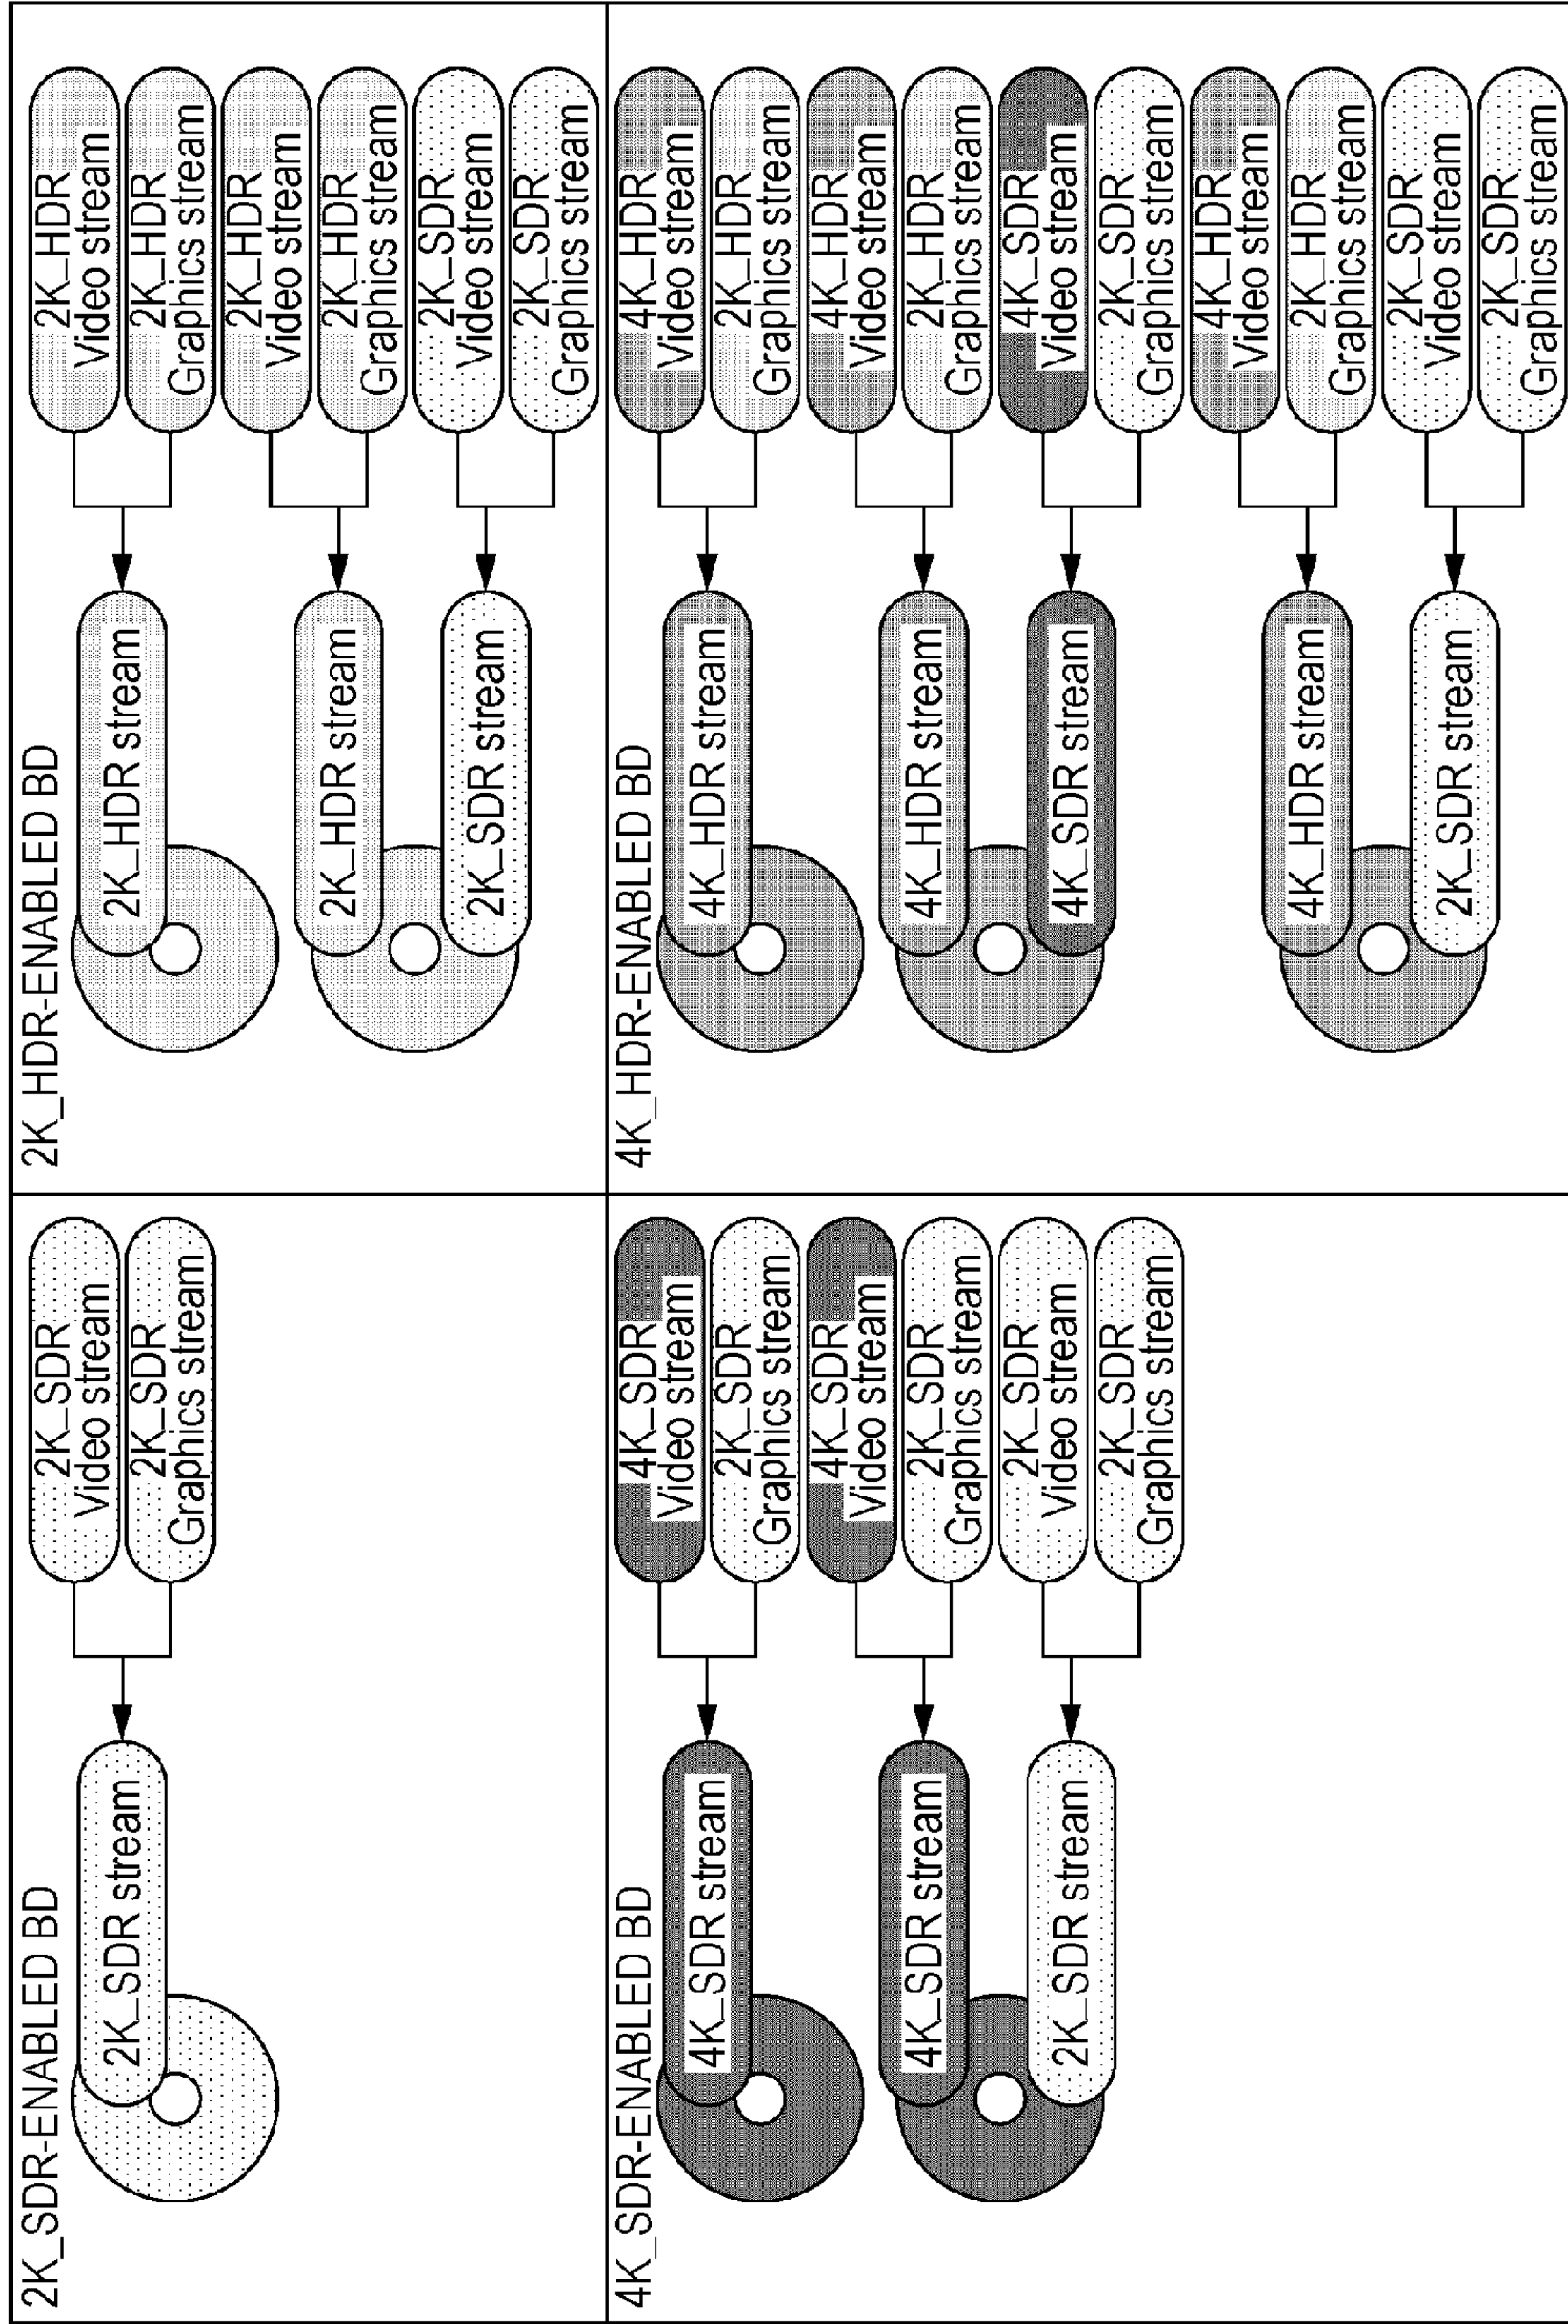 2K_SDR-ENABLED BD
2K_SDR stream
2K_SDR
Video stream
2K_SDR
Graphics stream
2K_HDR-ENABLED BD
2K_HDR stream
2K_HDR
Video stream
2K_HDR
Graphics stream
2K_HDR stream
2K_HDR
Video stream
2K_HDR
Graphics stream
2K_SDR stream
2K_SDR
Video stream
2K_SDR
Graphics stream
4K_SDR-ENABLED BD
4K_SDR stream
4K_SDR
Video stream
2K_SDR
Graphics stream
4K_SDR stream
4K_SDR
Video stream
2K_SDR
Graphics stream
2K_SDR stream
2K_SDR
Video stream
2K_SDR
Graphics stream
4K_HDR-ENABLED BD
4K_HDR stream
4K_HDR
Video stream
2K_HDR
Graphics stream
4K_HDR stream
4K_HDR
Video stream
2K_HDR
Graphics stream
4K_SDR stream
4K_SDR
Video stream
2K_SDR
Graphics stream
4K_HDR stream
4K_HDR
Video stream
2K_HDR
Graphics stream
2K_SDR stream
2K_SDR
Video stream
2K_SDR
Graphics stream